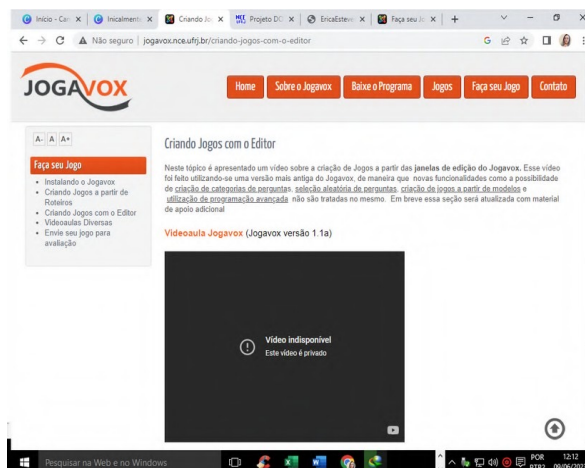 Início - Can
Inicialmente
Criando Jo
Projeto DO
EricaEsteve
Faça seu Jo
Não seguro | jogavox.nce.ufrj.br/criando-jogos-com-o-editor
JOGAVOX
Home Sobre o Jogavox Baixe o Programa Jogos Faça seu Jogo Contato
A- A A+
Faça seu Jogo
Instalando o Jogavox
Criando Jogos a partir de
Roteiros
Criando Jogos com o Editor
Videoaulas Diversas
Envie seu jogo para
avaliação
Criando Jogos com o Editor
Neste tópico é apresentado um vídeo sobre a criação de Jogos a partir das janelas de edição do Jogavox. Esse vídeo
foi feito utilizando-se uma versão mais antiga do Jogavox, de maneira que novas funcionalidades como a possibilidade
de criação de categorias de perguntas, seleção aleatória de perguntas, criação de jogos a partir de modelos e
utilização de programação avançada não são tratadas no mesmo. Em breve essa seção será atualizada com material
de apoio adicional
Videoaula Jogavox (Jogavox versão 1.1a)
Vídeo indisponível
Este vídeo é privado
Pesquisar na Web e no Windows
POR 12:12
PTB2 09/06/202